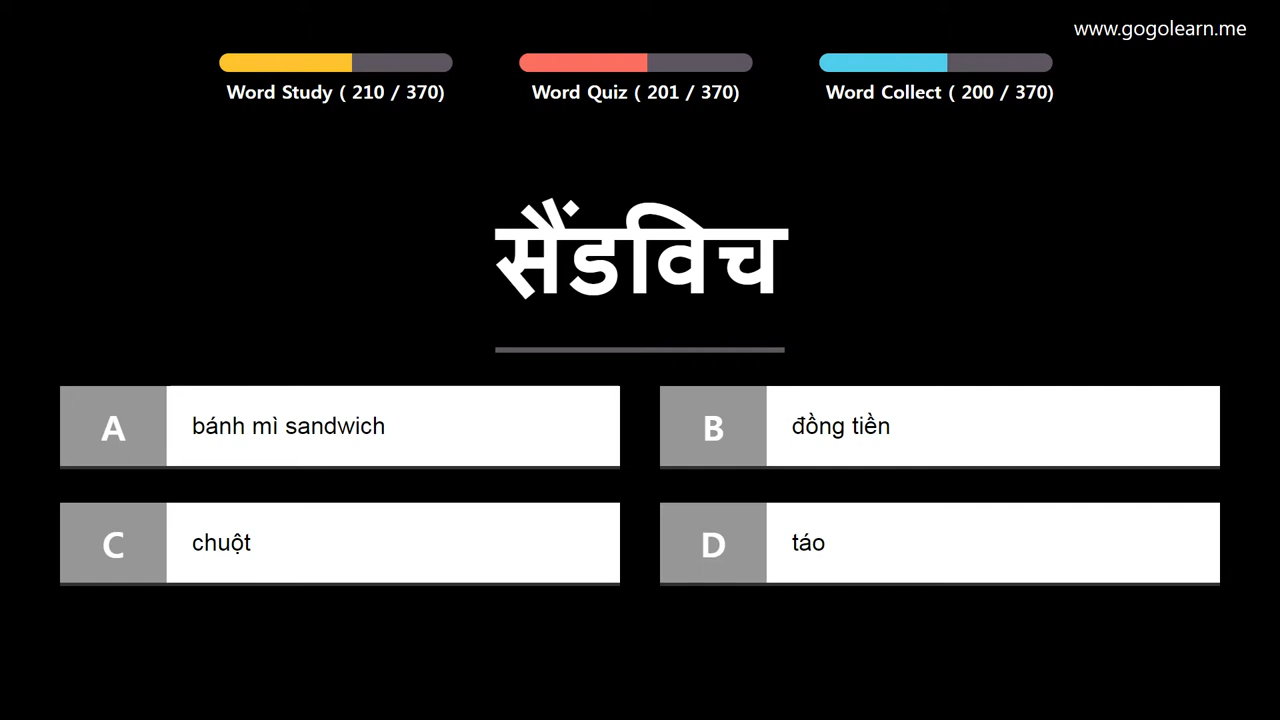 www.gogolearn.me
Word Study ( 210 / 370)
Word Quiz ( 201 / 370)
Word Collect ( 200 / 370)
सैंडविच
A bánh mì sandwich
B đồng tiền
C chuột
D táo